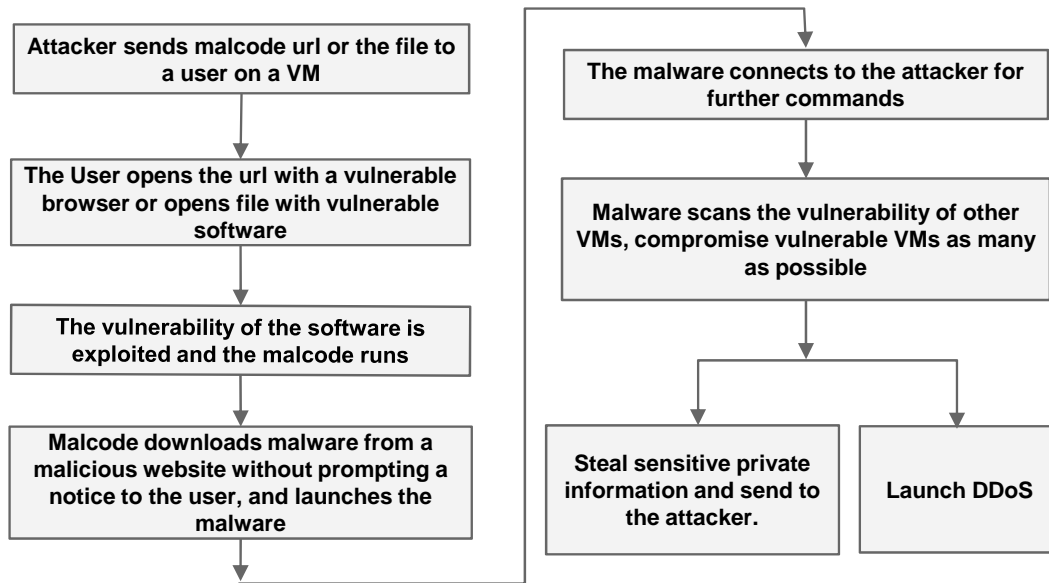 Attacker sends malcode url or the file to
a user on a VM
The User opens the url with a vulnerable
browser or opens file with vulnerable
software
The vulnerability of the software is
exploited and the malcode runs
Malcode downloads malware from a
malicious website without prompting a
notice to the user, and launches the
malware
The malware connects to the attacker for
further commands
Malware scans the vulnerability of other
VMs, compromise vulnerable VMs as many
as possible
Steal sensitive private
information and send to
the attacker.
Launch DDoS